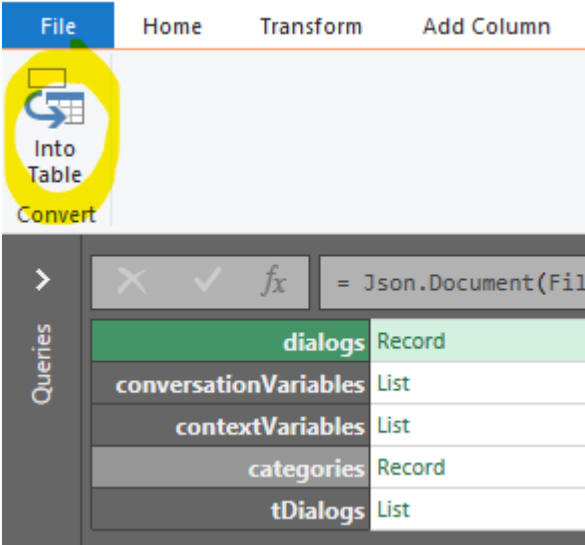 File Home Transform Add Column
Into
Table
Convert
fx = Json.Document(Fil
Queries
dialogs Record
conversationVariables List
contextVariables List
categories Record
tDialogs List